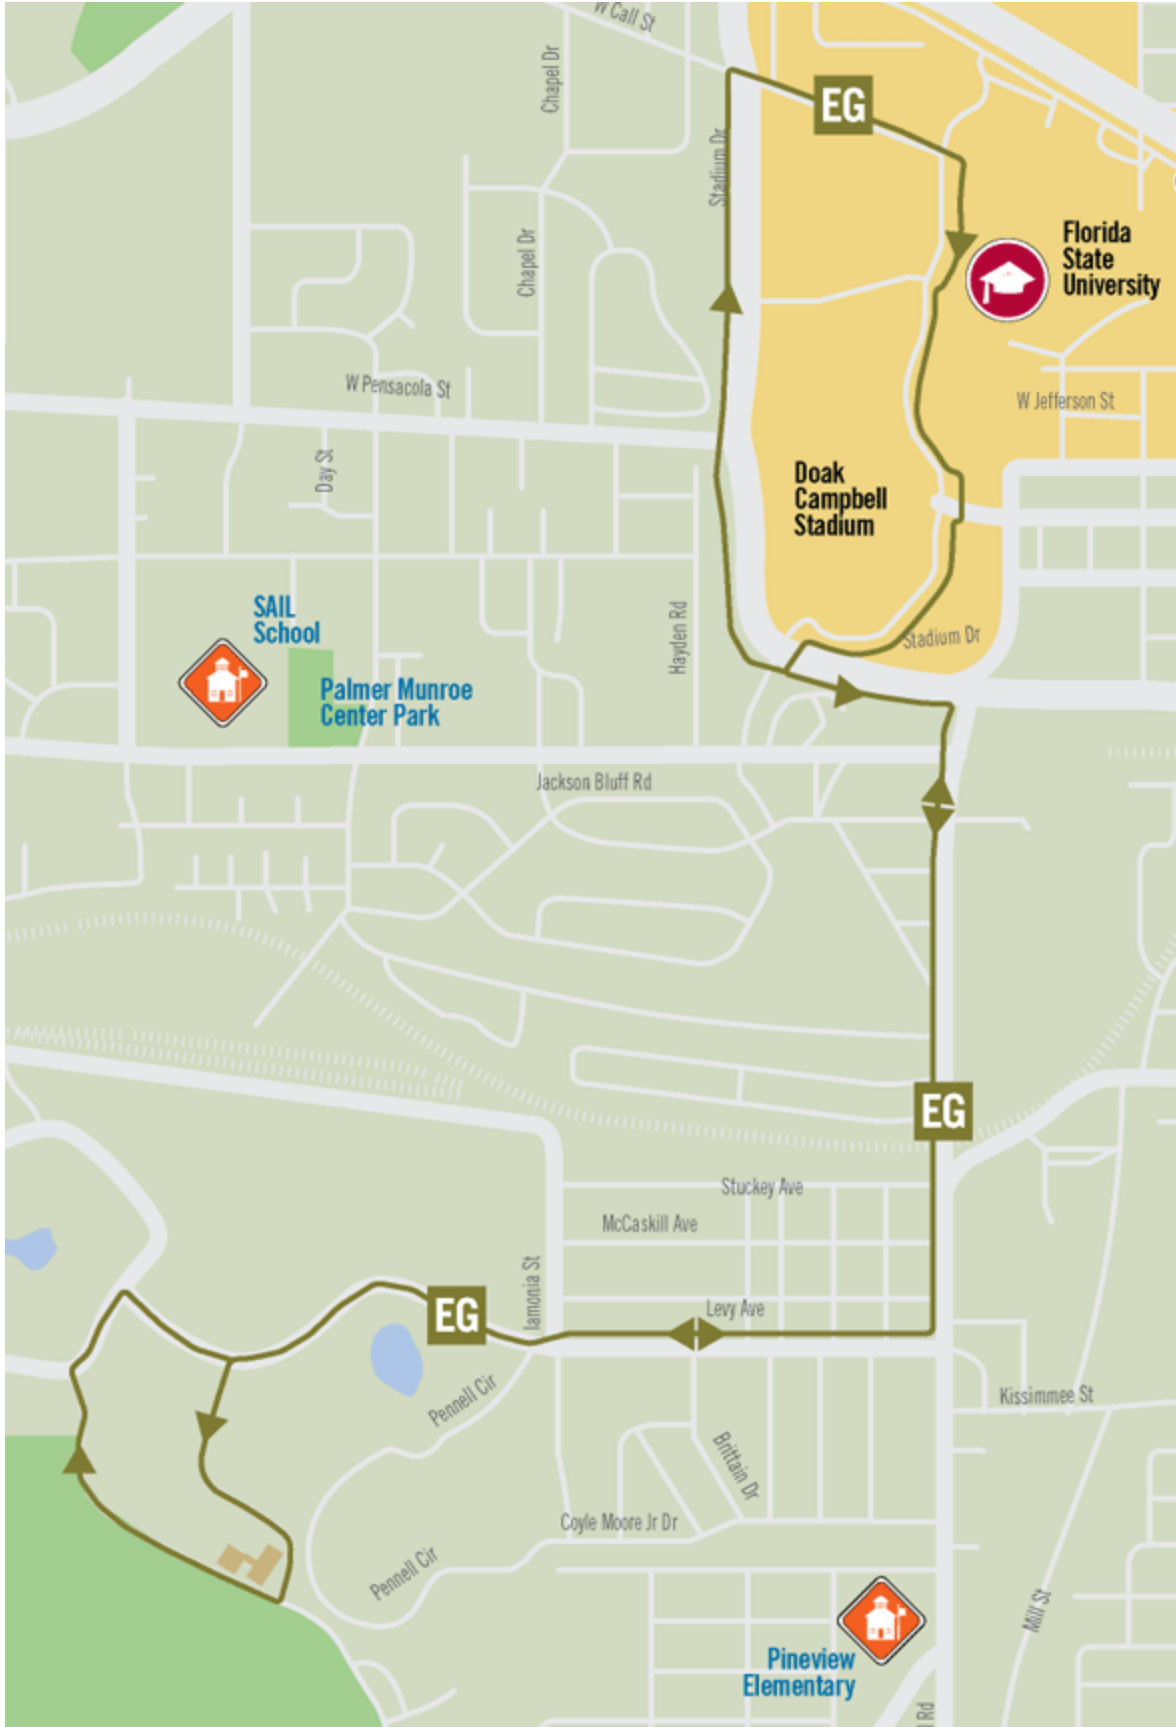 W Call St
Chapel Dr
EG
Stadium Dr
Florida
State
University
Chapel Dr
W Pensacola St
W Jefferson St
Day St
Doak
Campbell
Stadium
SAIL
School
Hayden Rd
Stadium Dr
Palmer Munroe
Center Park
Jackson Bluff Rd
EG
Stuckey Ave
McCaskill Ave
Iamonia St
Levy Ave
EG
Pennell Cir
Kissimmee St
Brittain Dr
Coyle Moore Jr Dr
Pennell Cir
Mill St
Pineview
Elementary
Rd